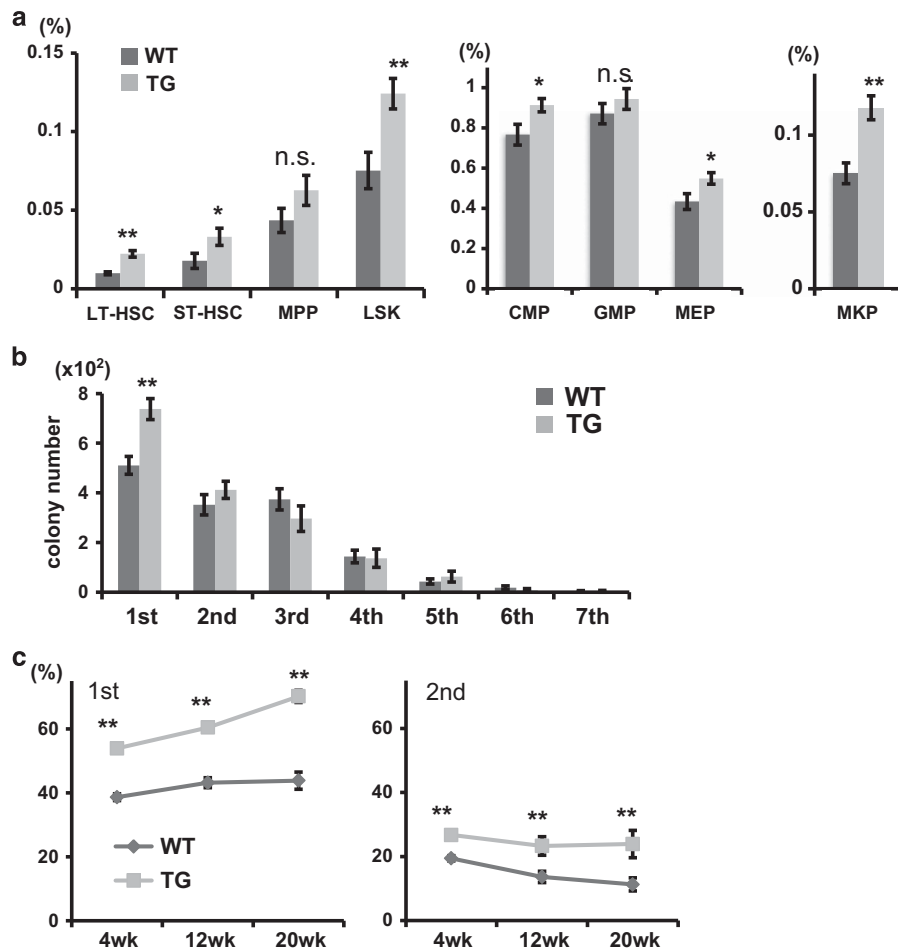 a
(%)
0.15
0.1
0.05
0
WT
TG
**
*
n.s.
**
LT-HSC ST-HSC MPP LSK
(%)
1
0.8
0.6
0.4
0.2
0
*
n.s.
*
CMP GMP MEP
(%)
0.1
0.05
0
**
MKP
b
(x10²)
colony number
8
6
4
2
0
**
WT
TG
1st 2nd 3rd 4th 5th 6th 7th
c
(%)
1st
60
40
20
0
** ** **
WT
TG
4wk 12wk 20wk
2nd
60
40
20
0
** ** **
4wk 12wk 20wk